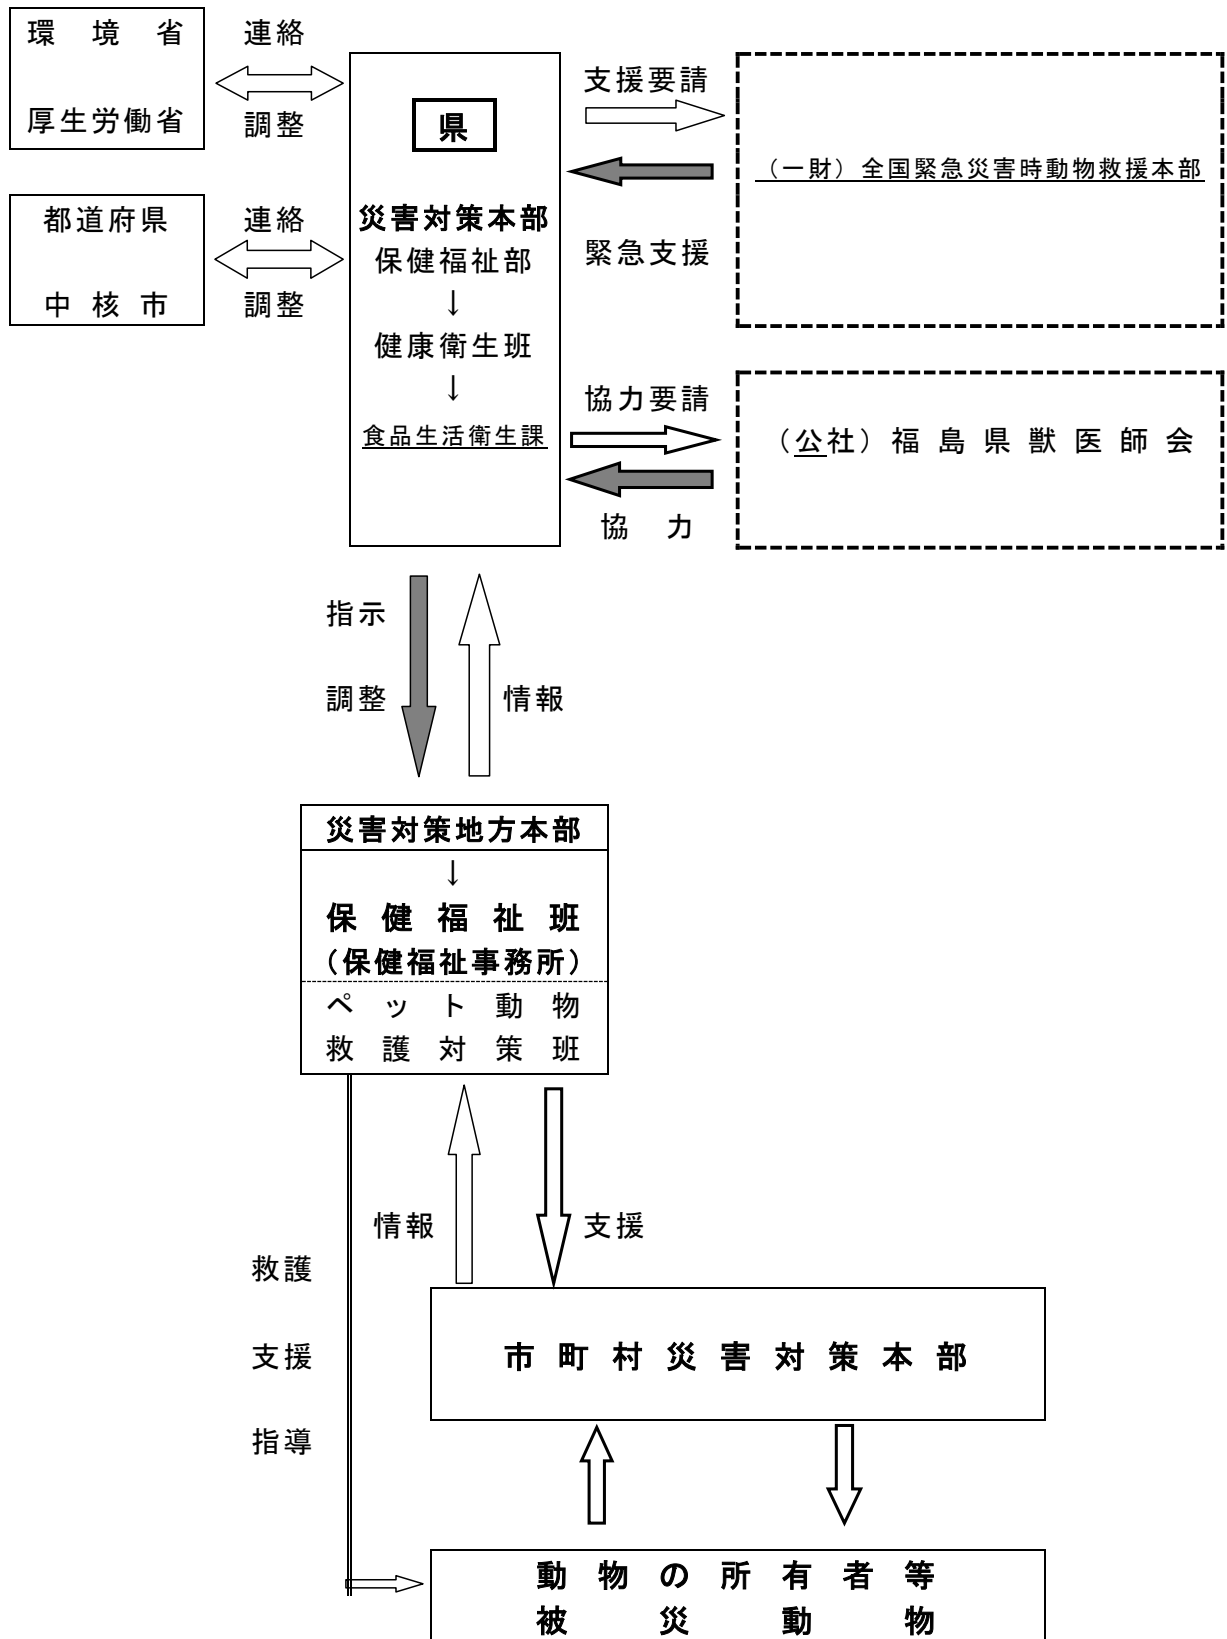 環境省
厚生労働省
連絡
調整
都道府県
中核市
連絡
調整
県
災害対策本部
保健福祉部
↓
健康衛生班
↓
食品生活衛生課
支援要請
緊急支援
(一財)全国緊急災害時動物救援本部
協力要請
協力
(公社)福島県獣医師会
指示
調整
情報
災害対策地方本部
↓
保健福祉班
(保健福祉事務所)
ペット動物
救護対策班
情報
支援
救護
支援
指導
市町村災害対策本部
動物の所有者等
被災動物